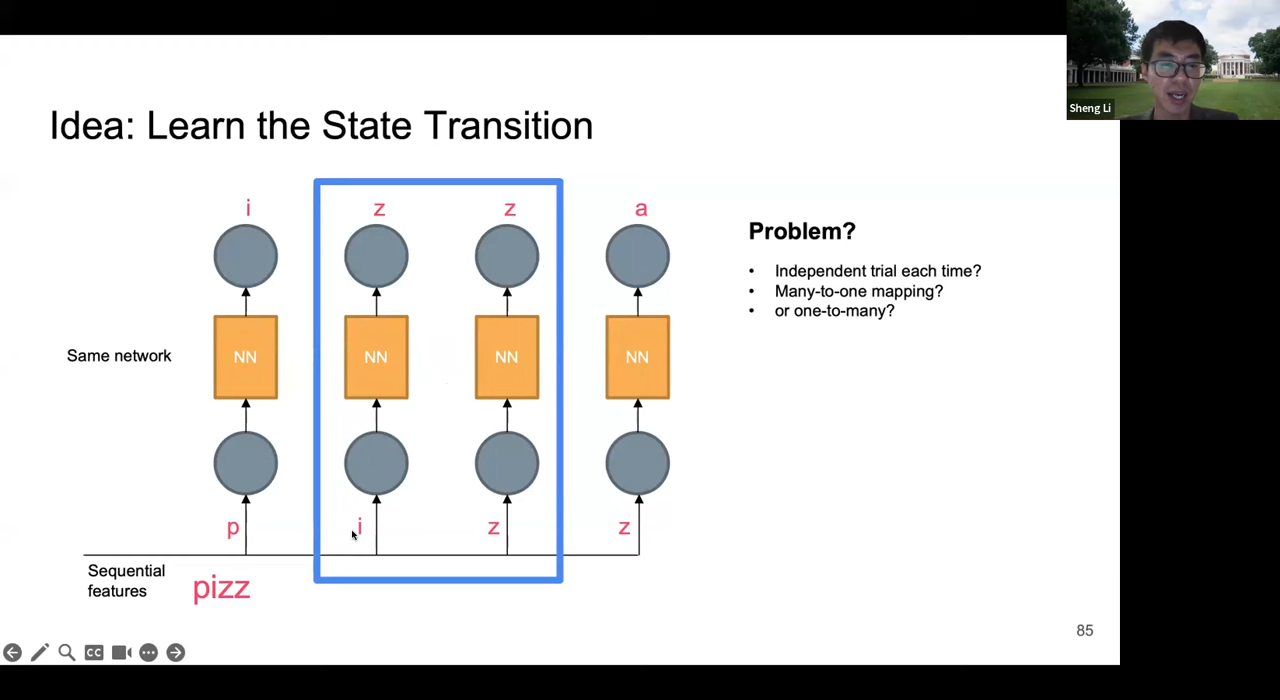 Sheng Li
Idea: Learn the State Transition
i z z a
Problem?
• Independent trial each time?
• Many-to-one mapping?
• or one-to-many?
Same network
NN NN NN NN
p i z z
Sequential
features
pizz
85
CC